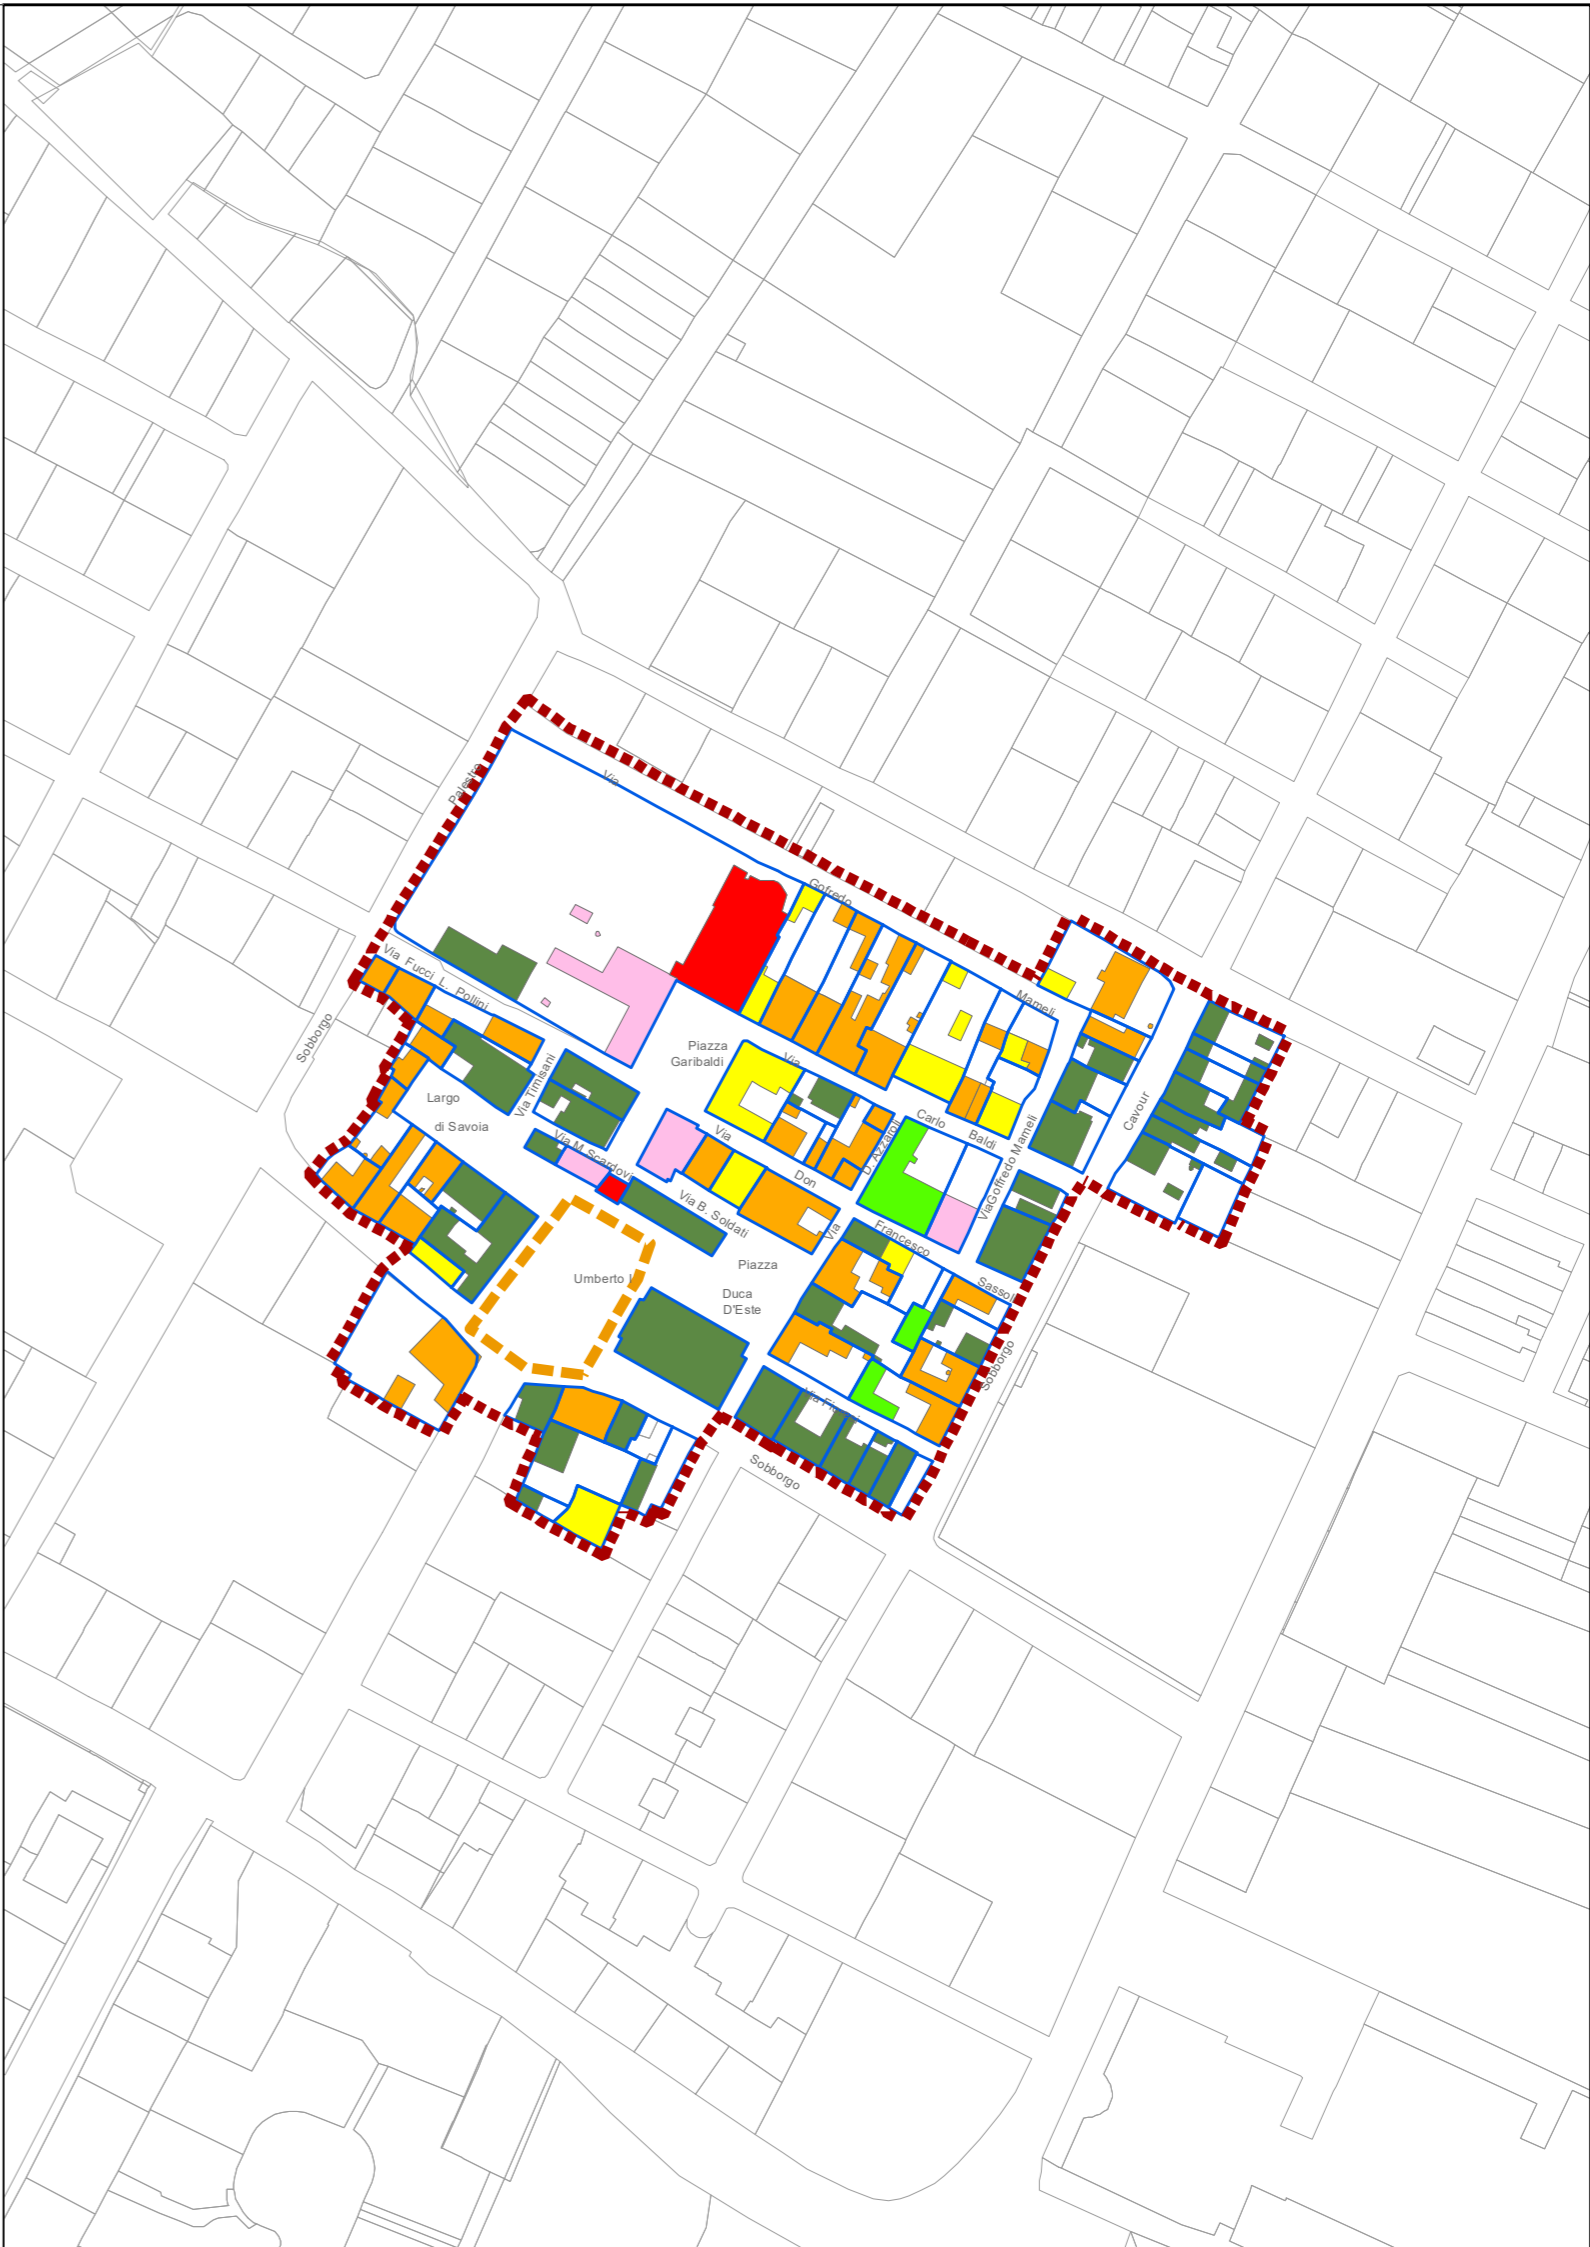 Palestro
Via
Gofredo
Via Fucci L. Pollini
Sobborgo
Mameli
Piazza
Garibaldi
Via
Via Timisani
Largo
di Savoia
Carlo
Baldi
Cavour
Via M. Scardovi
Via
D. Azzaroli
ViaGoffredo Mameli
Don
Via B. Soldati
Via
Francesco
Piazza
Umberto I
Duca
D'Este
Sassoli
Sobborgo
Sobborgo